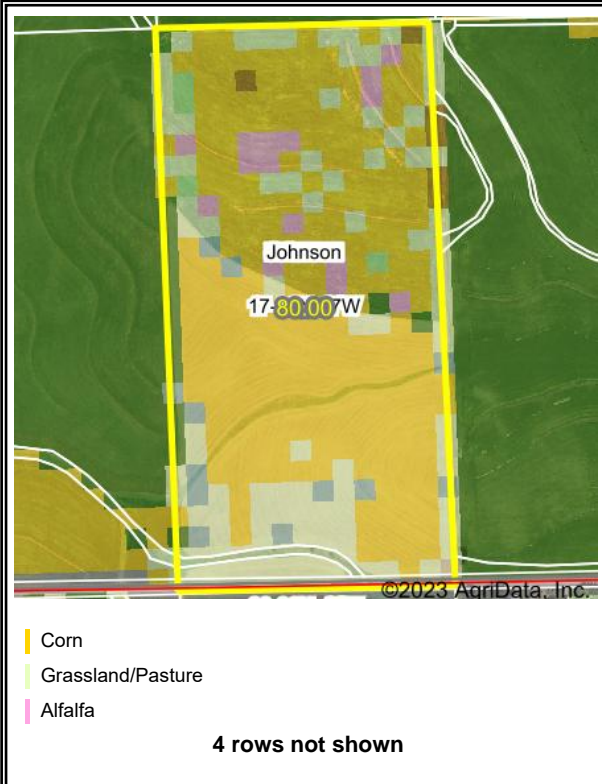 Johnson
17-80.007W
©2023 AgriData, Inc.
Corn
Grassland/Pasture
Alfalfa
4 rows not shown